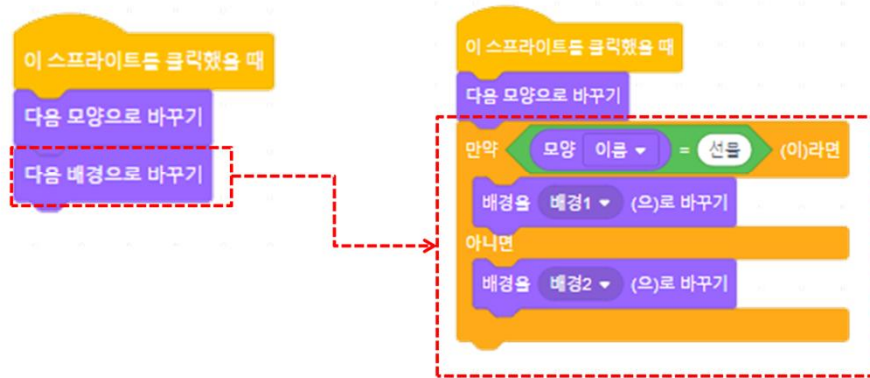 이 스프라이트를 클릭했을 때
다음 모양으로 바꾸기
다음 배경으로 바꾸기
이 스프라이트를 클릭했을 때
다음 모양으로 바꾸기
만약 모양 이름 = 선물 (이)라면
배경을 배경1 (으)로 바꾸기
아니면
배경을 배경2 (으)로 바꾸기